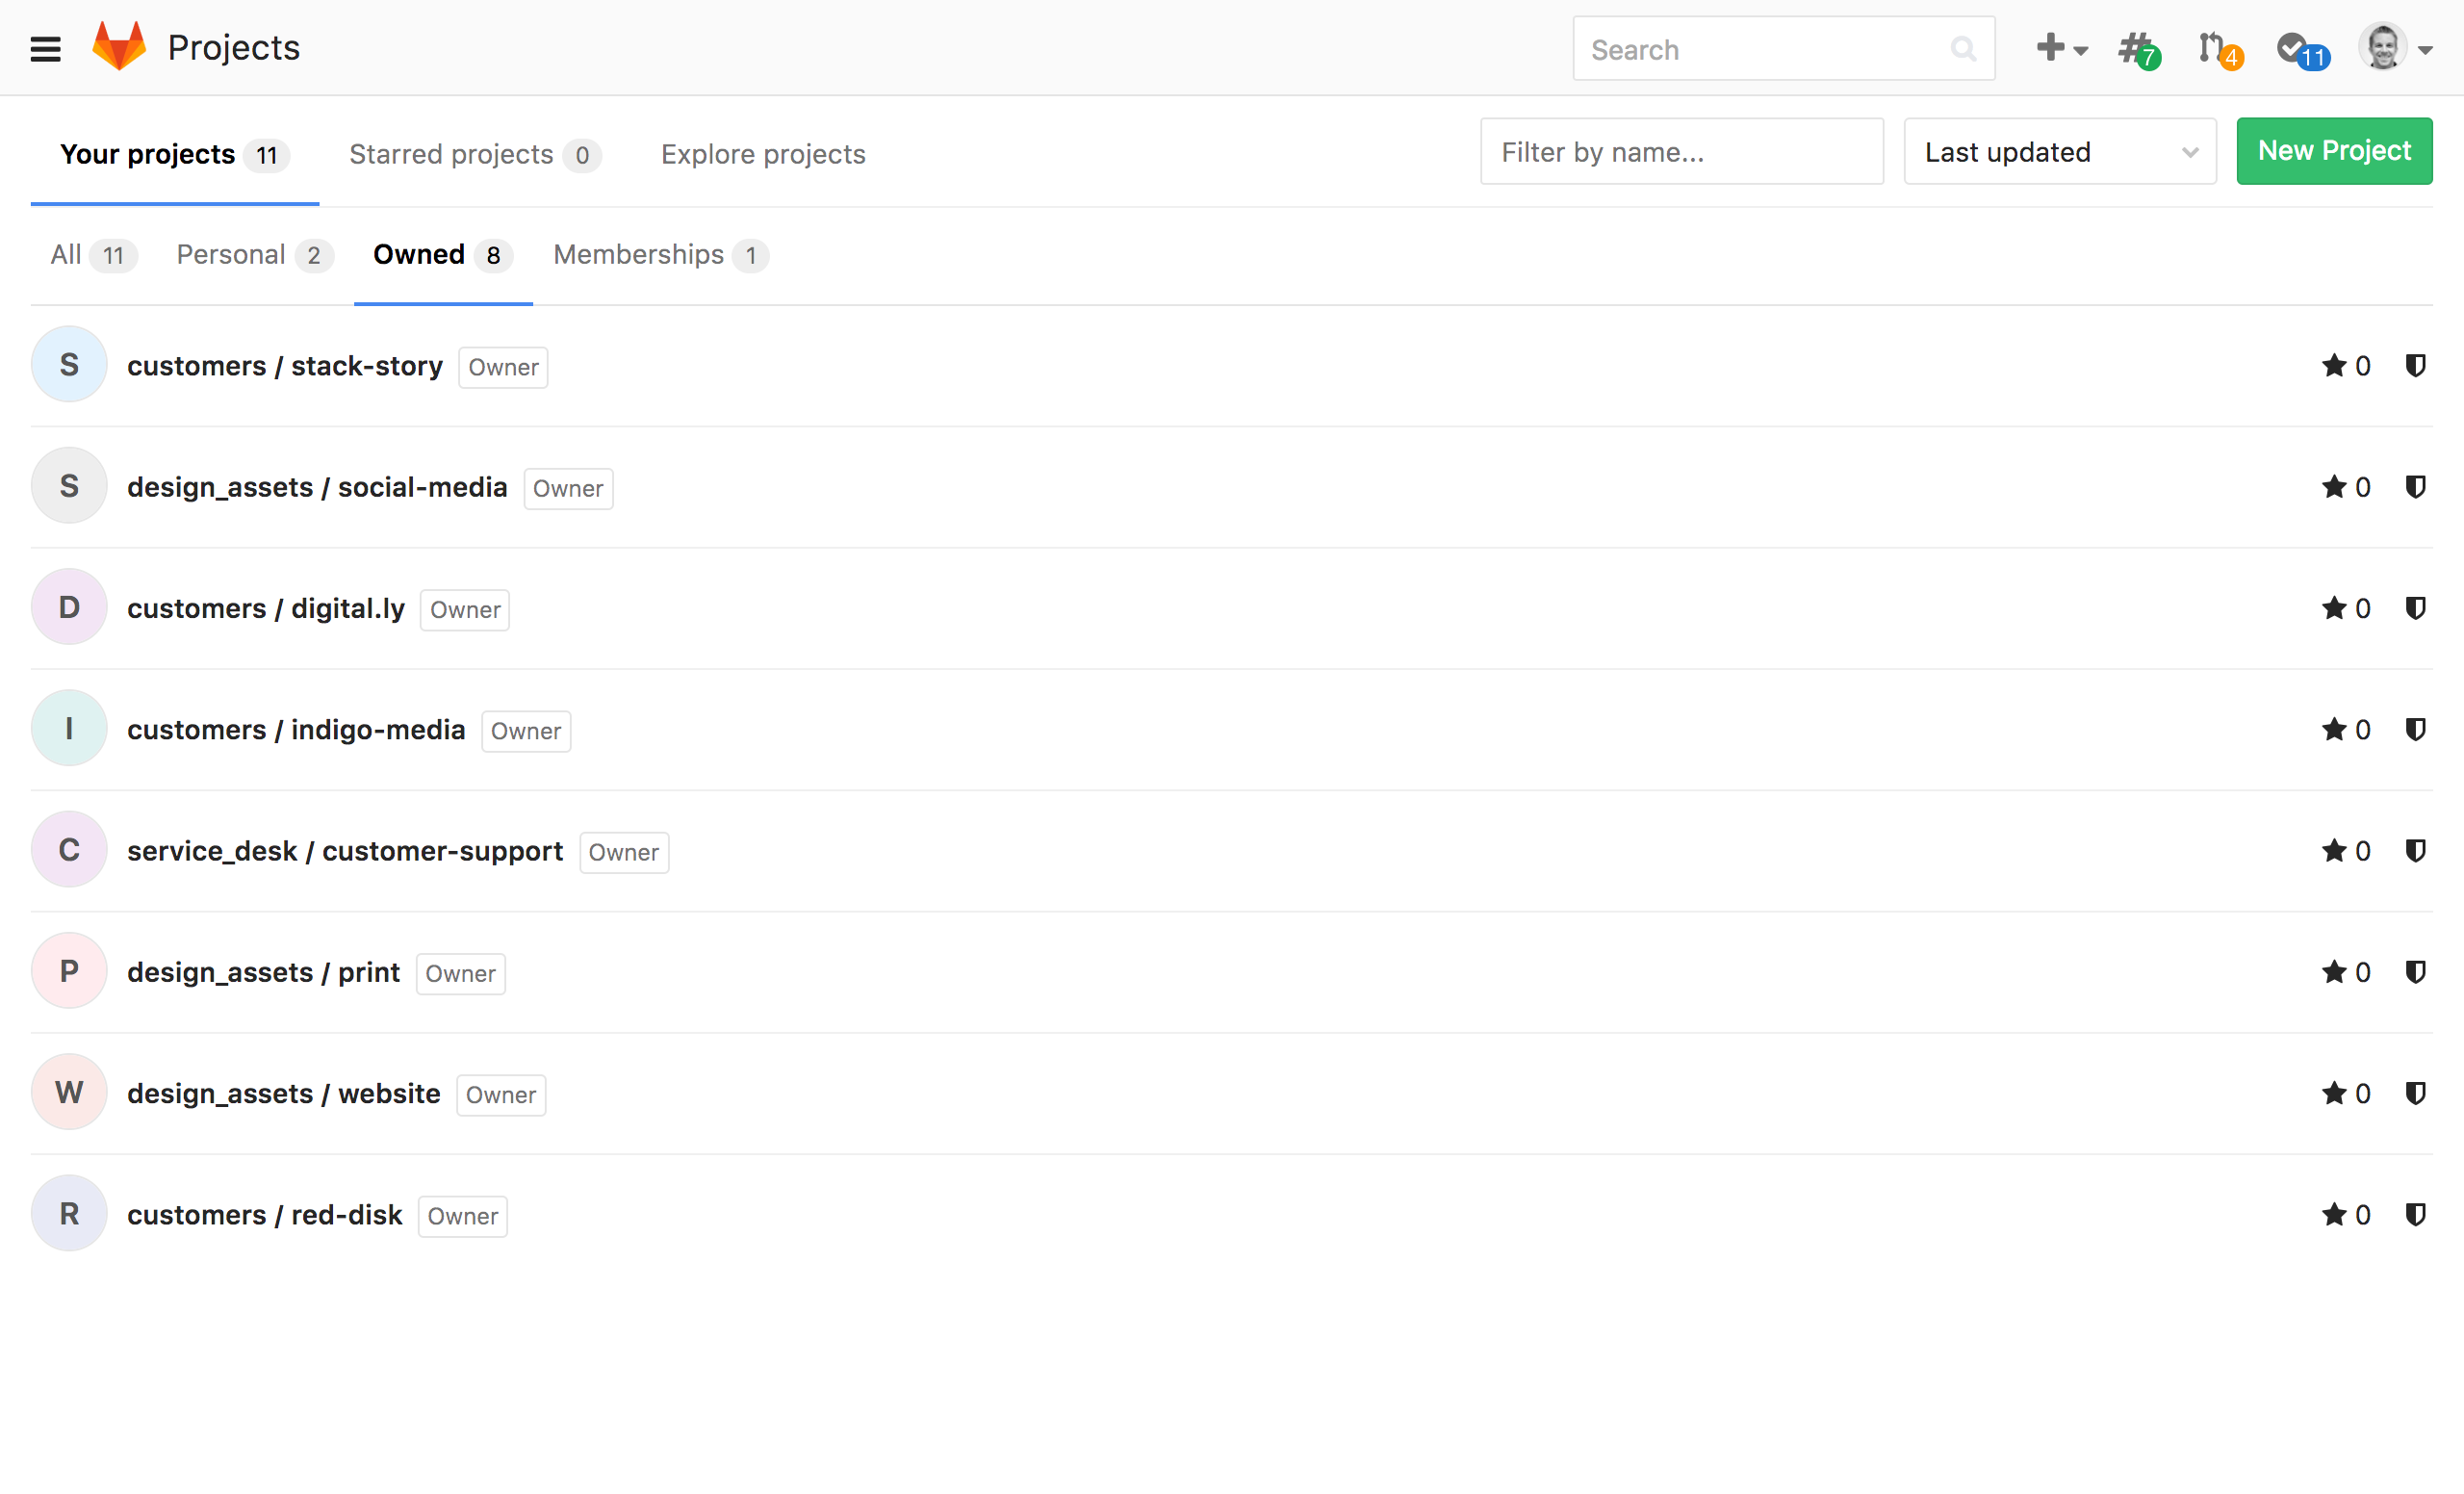 Projects
Search
7
4
11
Your projects 11
Starred projects 0
Explore projects
Filter by name...
Last updated
New Project
All 11
Personal 2
Owned 8
Memberships 1
S customers / stack-story Owner 0
S design_assets / social-media Owner 0
D customers / digital.ly Owner 0
I customers / indigo-media Owner 0
C service_desk / customer-support Owner 0
P design_assets / print Owner 0
W design_assets / website Owner 0
R customers / red-disk Owner 0